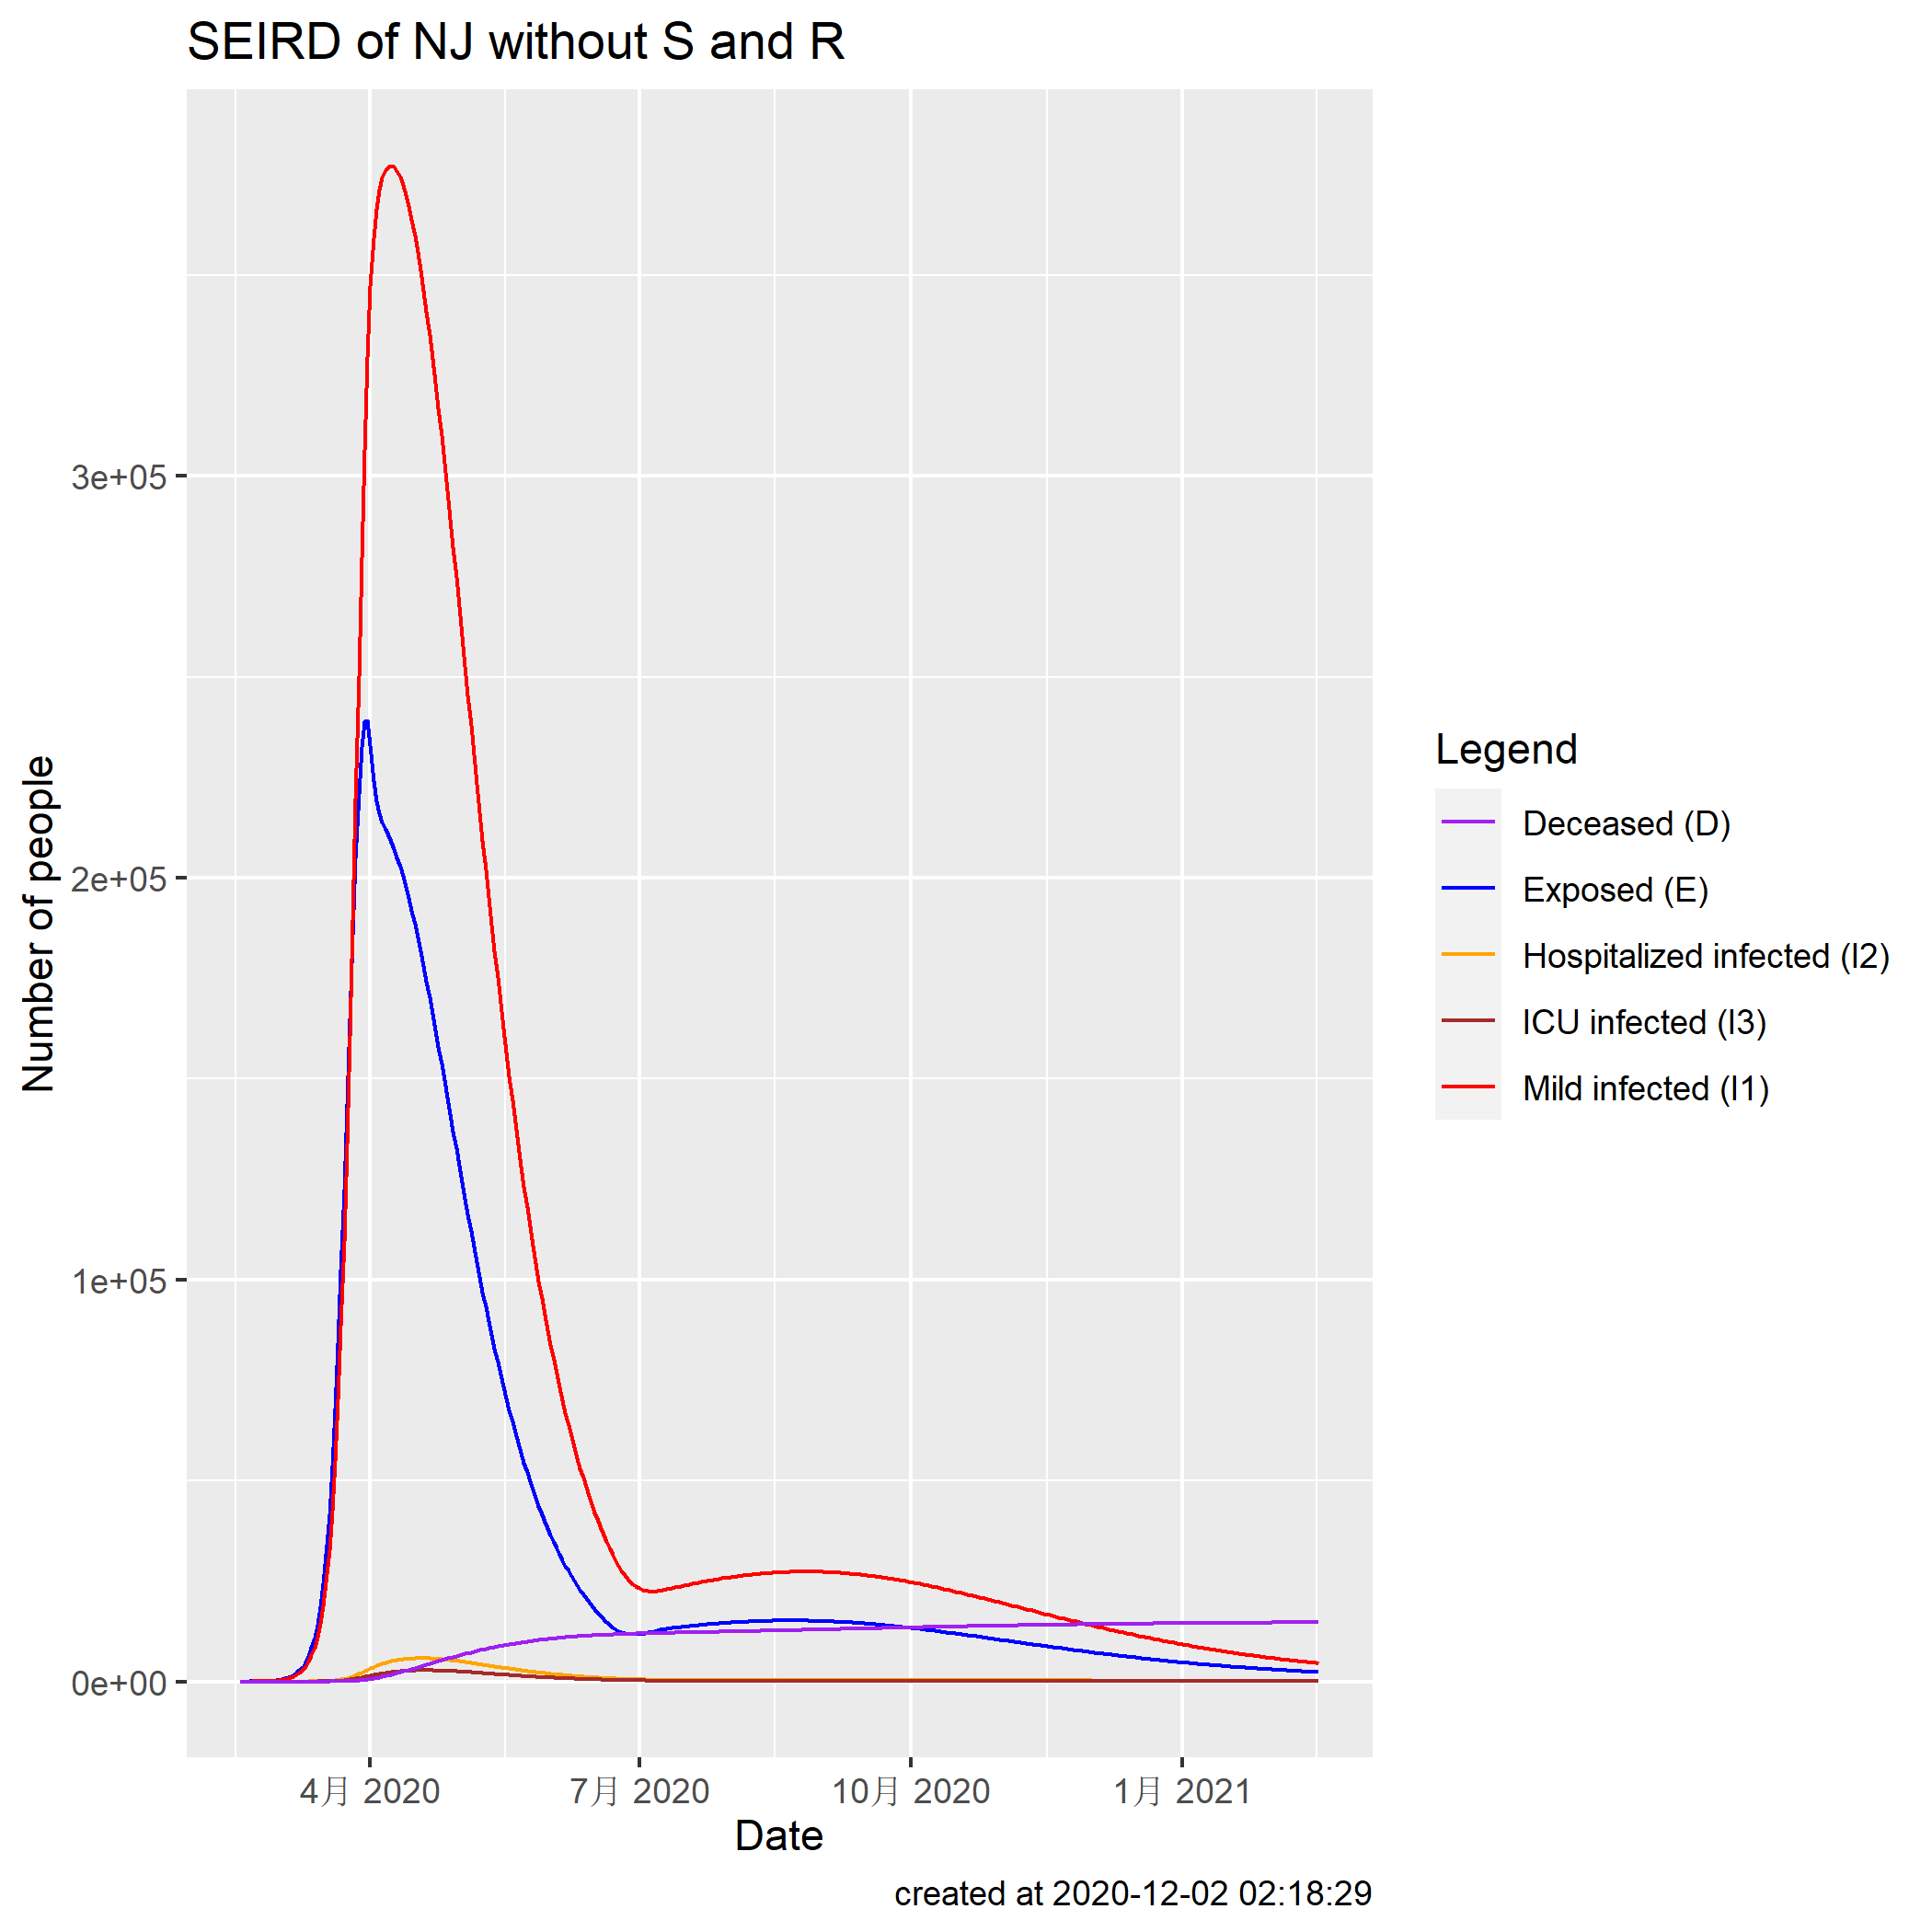 SEIRD of NJ without S and R
Number of people
3e+05
2e+05
1e+05
0e+00
4月 2020
7月 2020
10月 2020
1月 2021
Date
Legend
Deceased (D)
Exposed (E)
Hospitalized infected (I2)
ICU infected (I3)
Mild infected (I1)
created at 2020-12-02 02:18:29